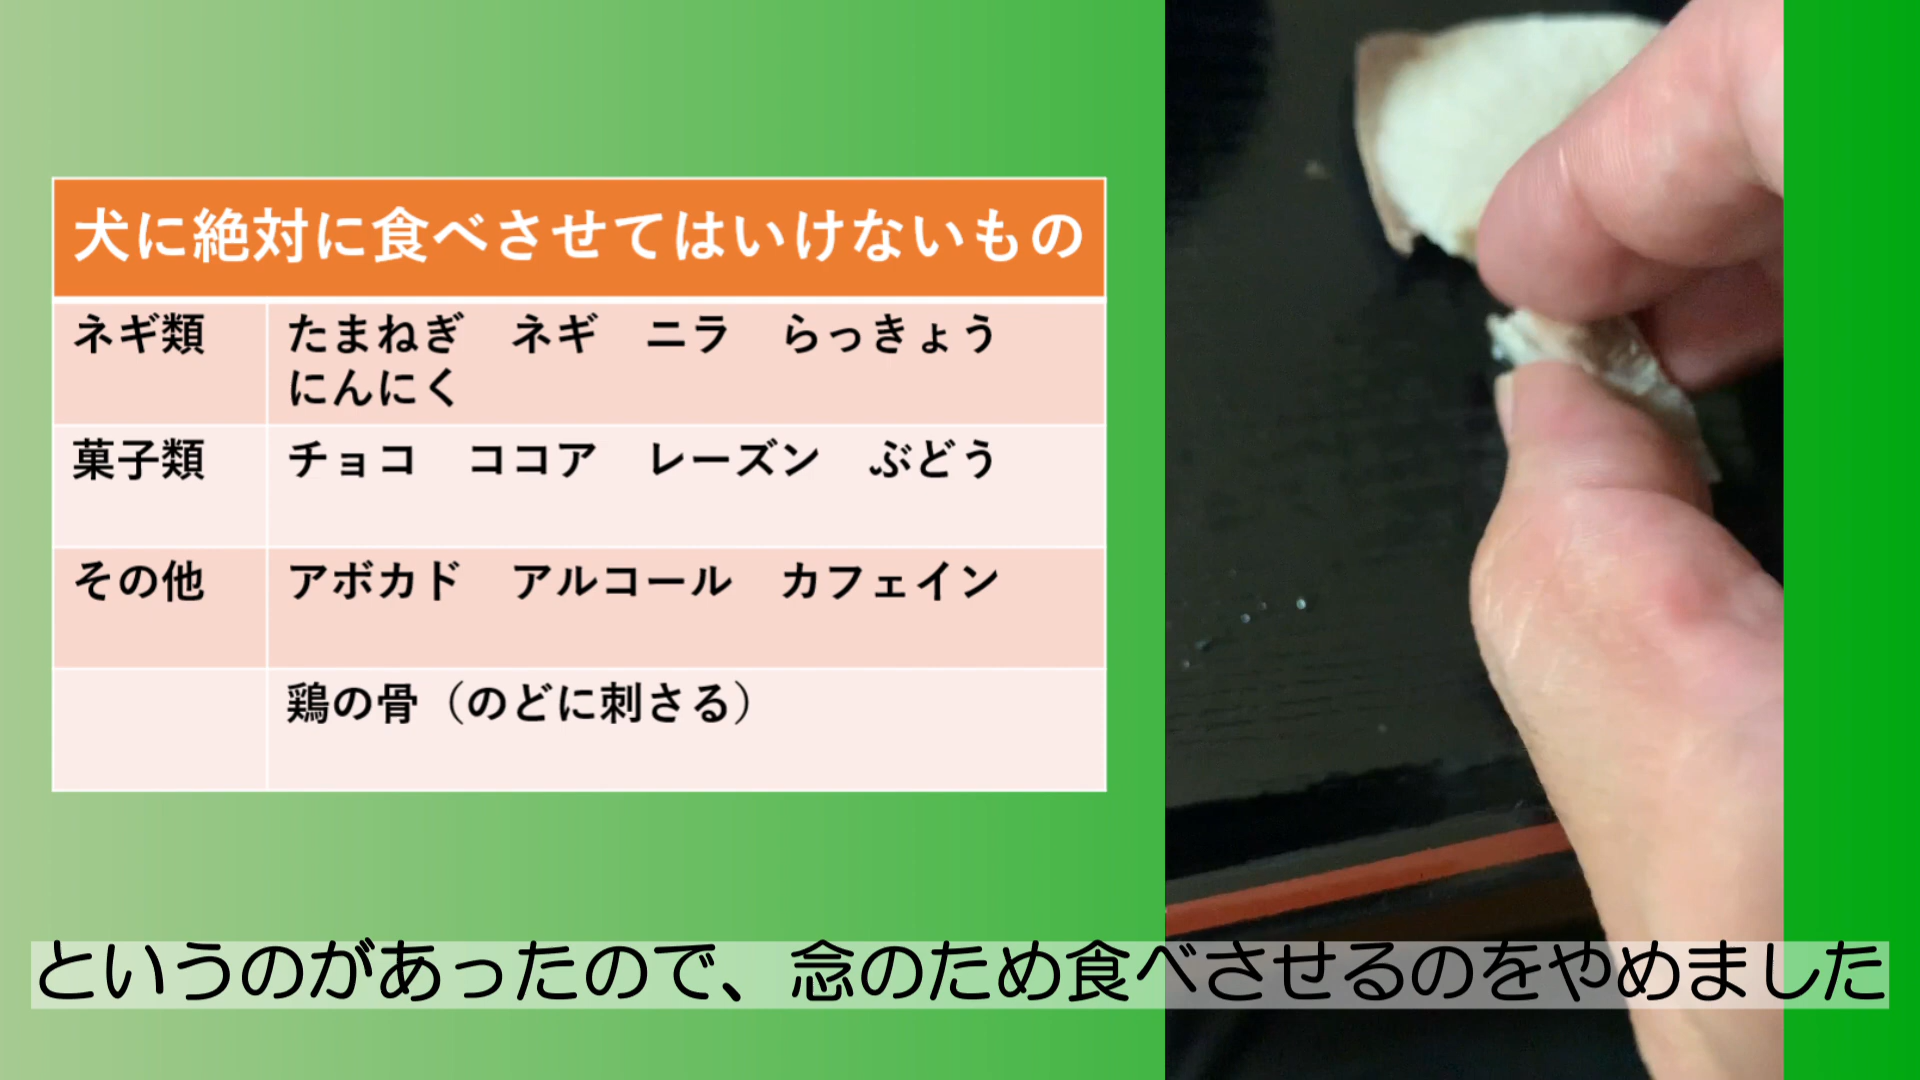 犬に絶対に食べさせてはいけないもの
ネギ類 たまねぎ ネギ ニラ らっきょう
にんにく
菓子類 チョコ ココア レーズン ぶどう
その他 アボカド アルコール カフェイン
鶏の骨（のどに刺さる）
というのがあったので、念のため食べさせるのをやめました